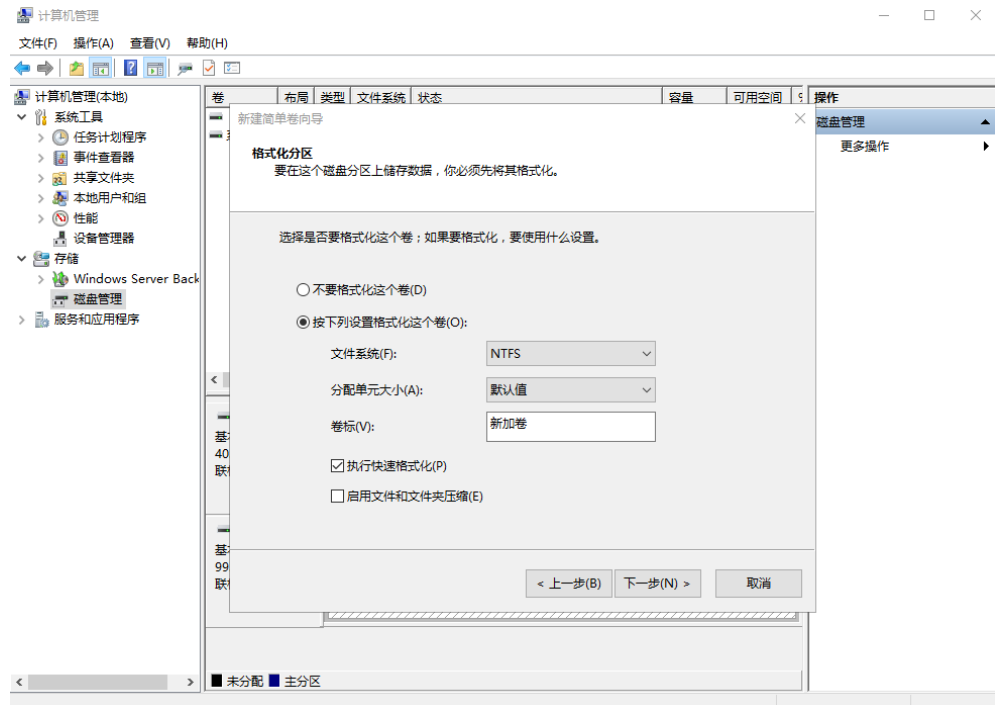 计算机管理
文件(F) 操作(A) 查看(V) 帮助(H)
计算机管理(本地)
系统工具
任务计划程序
事件查看器
共享文件夹
本地用户和组
性能
设备管理器
存储
Windows Server Back
磁盘管理
服务和应用程序
卷 布局 类型 文件系统 状态 容量 可用空间
操作
磁盘管理
更多操作
新建简单卷向导
格式化分区
要在这个磁盘分区上储存数据，你必须先将其格式化。
选择是否要格式化这个卷；如果要格式化，要使用什么设置。
不要格式化这个卷(D)
按下列设置格式化这个卷(O):
文件系统(F): NTFS
分配单元大小(A): 默认值
卷标(V): 新加卷
执行快速格式化(P)
启用文件和文件夹压缩(E)
< 上一步(B) 下一步(N) > 取消
基
40
联
基
99
联
未分配 主分区